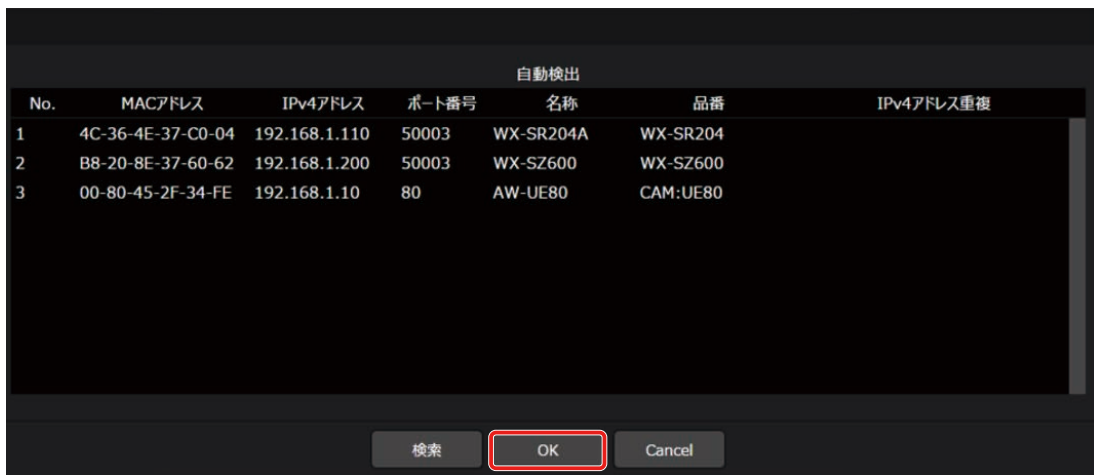 自動検出
No. MACアドレス IPv4アドレス ポート番号 名称 品番 IPv4アドレス重複
1 4C-36-4E-37-C0-04 192.168.1.110 50003 WX-SR204A WX-SR204
2 B8-20-8E-37-60-62 192.168.1.200 50003 WX-SZ600 WX-SZ600
3 00-80-45-2F-34-FE 192.168.1.10 80 AW-UE80 CAM:UE80
検索 OK Cancel